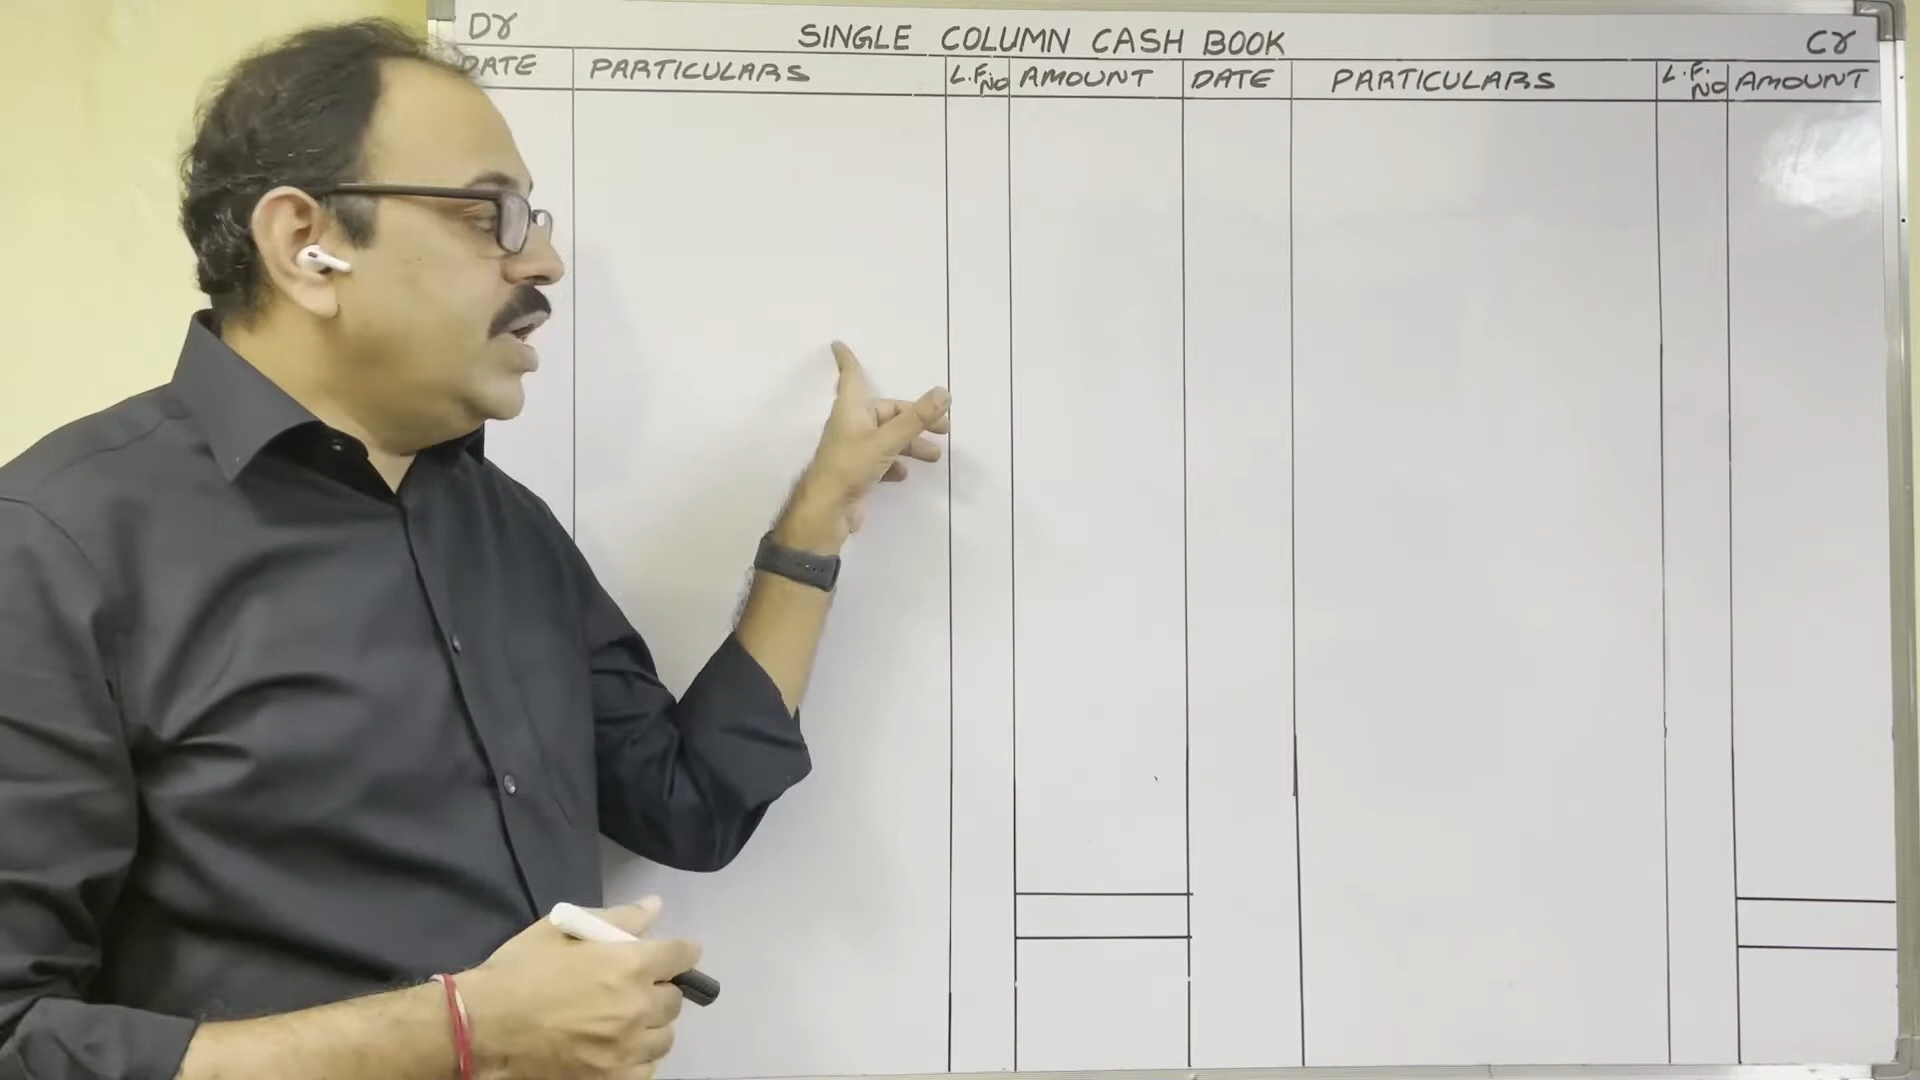 Dr SINGLE COLUMN CASH BOOK Cr
DATE PARTICULARS L.F. NO AMOUNT DATE PARTICULARS L.F. NO AMOUNT